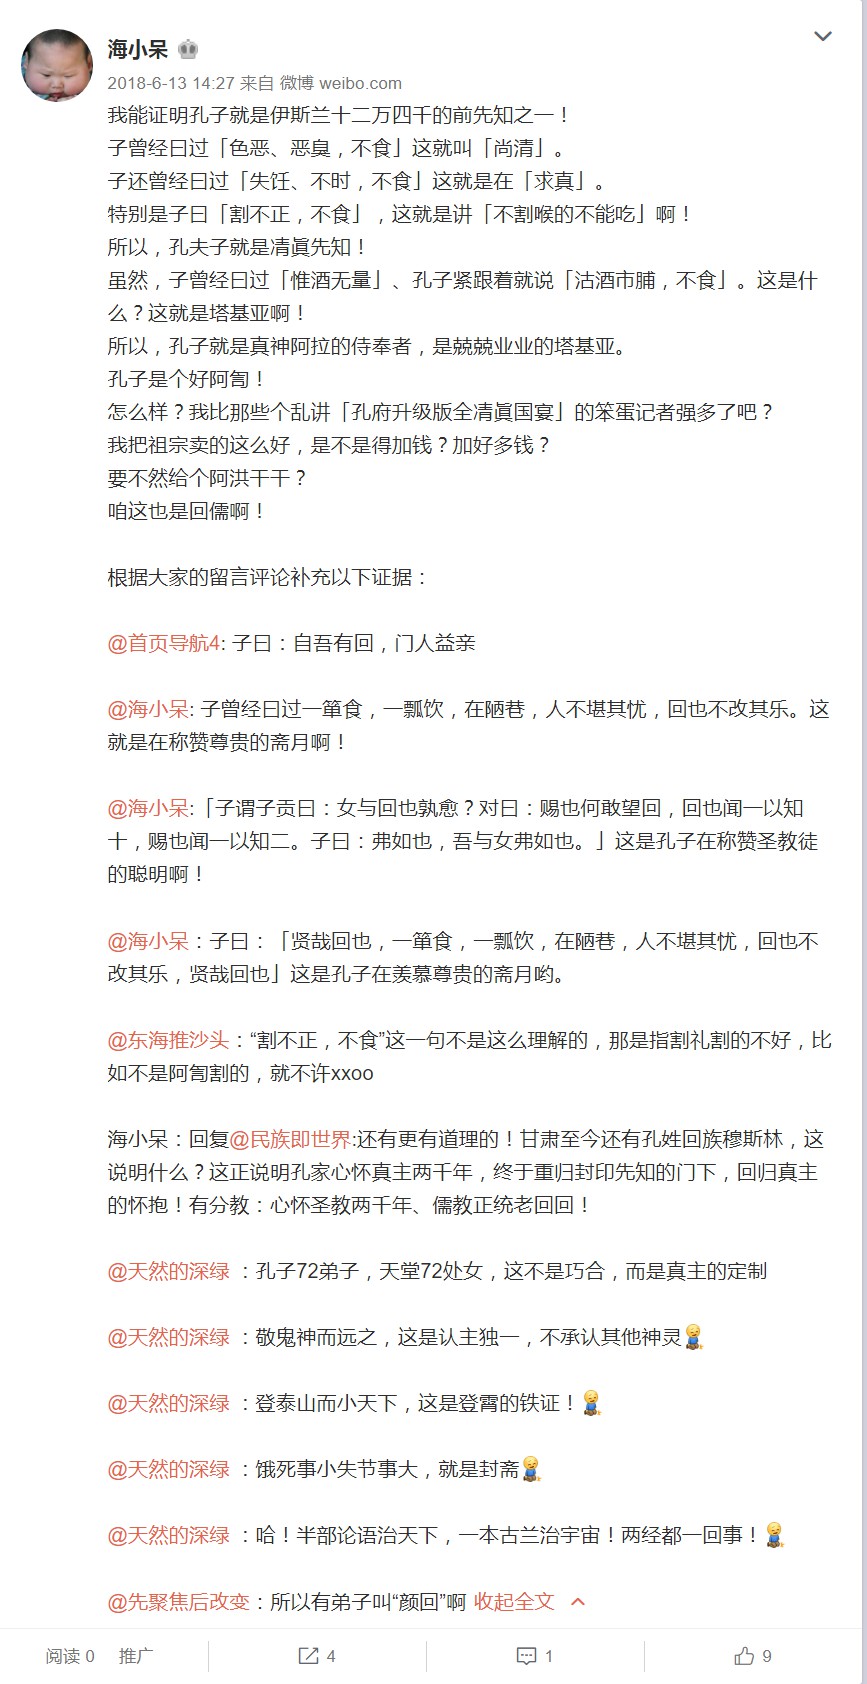 海小呆
2018-6-13 14:27 来自 微博 weibo.com
我能证明孔子就是伊斯兰十二万四千的前先知之一！
子曾经曰过「色恶、恶臭，不食」这就叫「尚清」。
子还曾经曰过「失饪、不时，不食」这就是在「求真」。
特别是子曰「割不正，不食」，这就是讲「不割喉的不能吃」啊！
所以，孔夫子就是凊眞先知！
虽然，子曾经曰过「惟酒无量」、孔子紧跟着就说「沽酒市脯，不食」。这是什
么？这就是塔基亚啊！
所以，孔子就是真神阿拉的侍奉者，是兢兢业业的塔基亚。
孔子是个好阿訇！
怎么样？我比那些个乱讲「孔府升级版全凊眞国宴」的笨蛋记者强多了吧？
我把祖宗卖的这么好，是不是得加钱？加好多钱？
要不然给个阿洪干干？
咱这也是回儒啊！
根据大家的留言评论补充以下证据：
@首页导航4: 子曰：自吾有回，门人益亲
@海小呆: 子曾经曰过一箪食，一瓢饮，在陋巷，人不堪其忧，回也不改其乐。这
就是在称赞尊贵的斋月啊！
@海小呆:「子谓子贡曰：女与回也孰愈？对曰：赐也何敢望回，回也闻一以知
十，赐也闻一以知二。子曰：弗如也，吾与女弗如也。」这是孔子在称赞圣教徒
的聪明啊！
@海小呆：子曰：「贤哉回也，一箪食，一瓢饮，在陋巷，人不堪其忧，回也不
改其乐，贤哉回也」这是孔子在羡慕尊贵的斋月哟。
@东海推沙头：“割不正，不食”这一句不是这么理解的，那是指割礼割的不好，比
如不是阿訇割的，就不许xxoo
海小呆：回复@民族即世界:还有更有道理的！甘肃至今还有孔姓回族穆斯林，这
说明什么？这正说明孔家心怀真主两千年，终于重归封印先知的门下，回归真主
的怀抱！有分教：心怀圣教两千年、儒教正统老回回！
@天然的深绿 ：孔子72弟子，天堂72处女，这不是巧合，而是真主的定制
@天然的深绿 ：敬鬼神而远之，这是认主独一，不承认其他神灵
@天然的深绿 ：登泰山而小天下，这是登霄的铁证！
@天然的深绿 ：饿死事小失节事大，就是封斋
@天然的深绿 ：哈！半部论语治天下，一本古兰治宇宙！两经都一回事！
@先聚焦后改变：所以有弟子叫“颜回”啊 收起全文
阅读 0 推广 4 1 9